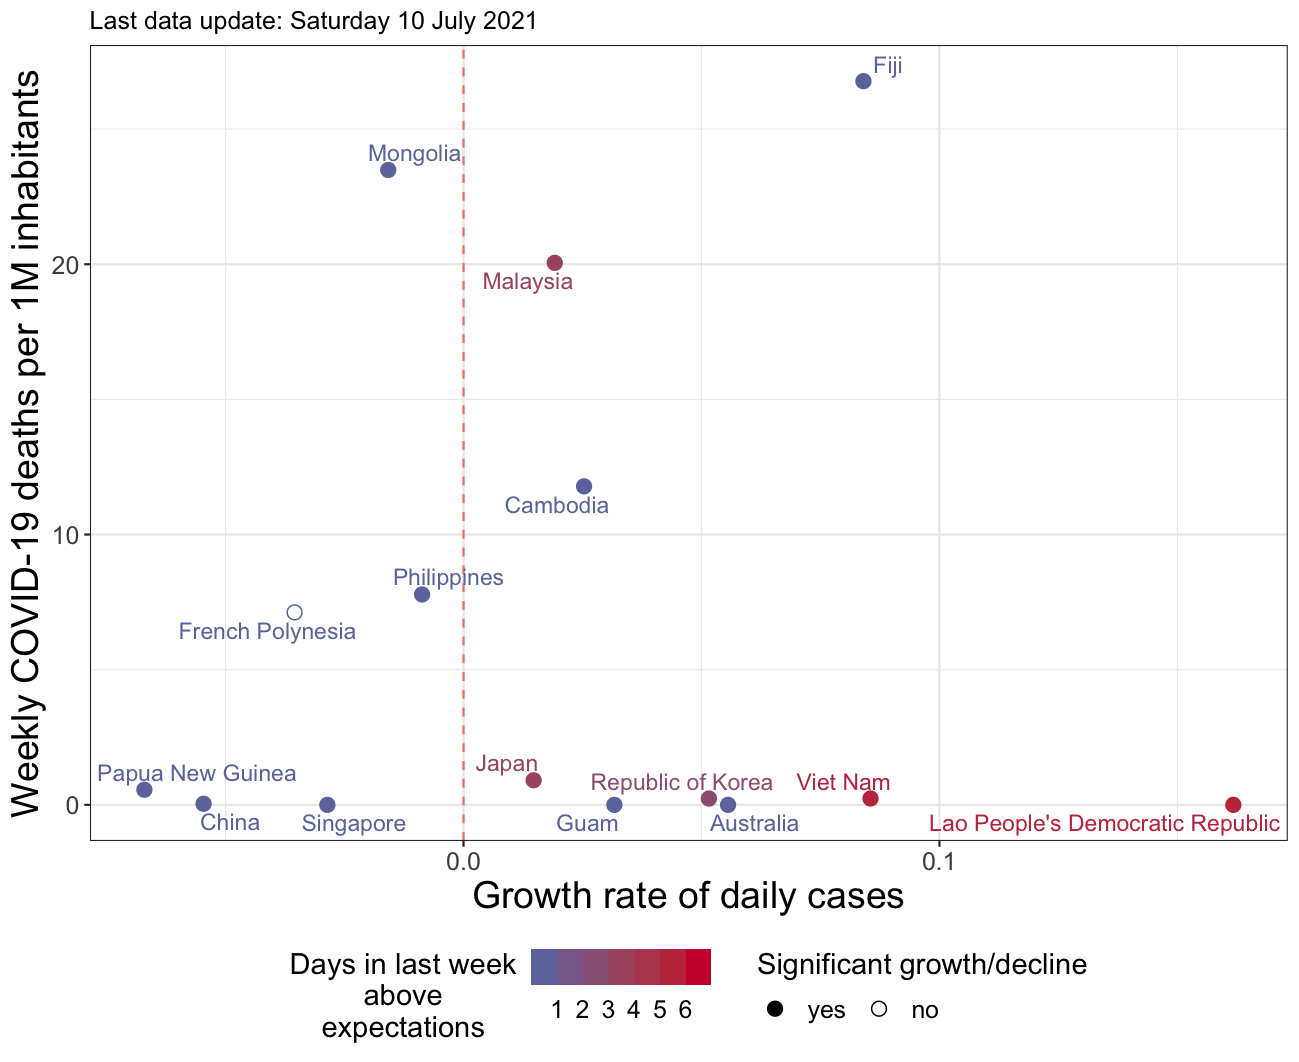 Last data update: Saturday 10 July 2021
Weekly COVID-19 deaths per 1M inhabitants
Fiji
Mongolia
20
Malaysia
Cambodia
10
Philippines
French Polynesia
Japan
Papua New Guinea
Republic of Korea
Viet Nam
0
China
Singapore
Guam
Australia
Lao People's Democratic Republic
0.0
0.1
Growth rate of daily cases
Days in last week
above
expectations
1 2 3 4 5 6
Significant growth/decline
yes no